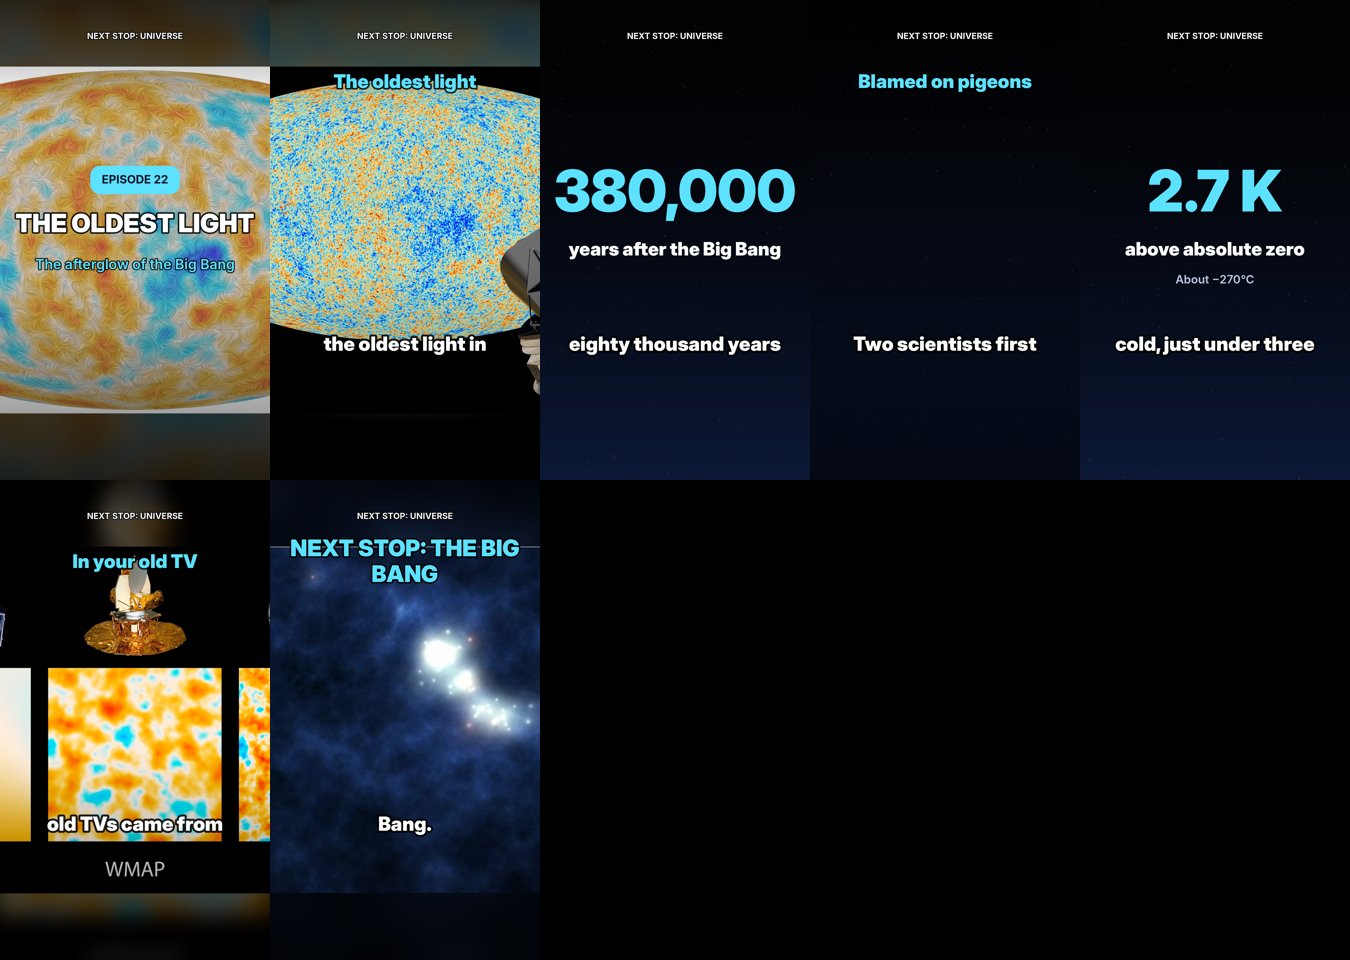 NEXT STOP: UNIVERSE
EPISODE 22
THE OLDEST LIGHT
The afterglow of the Big Bang
NEXT STOP: UNIVERSE
The oldest light
the oldest light in
NEXT STOP: UNIVERSE
380,000
years after the Big Bang
eighty thousand years
NEXT STOP: UNIVERSE
Blamed on pigeons
Two scientists first
NEXT STOP: UNIVERSE
2.7 K
above absolute zero
About −270°C
cold, just under three
NEXT STOP: UNIVERSE
In your old TV
old TVs came from
WMAP
NEXT STOP: UNIVERSE
NEXT STOP: THE BIG
BANG
Bang.